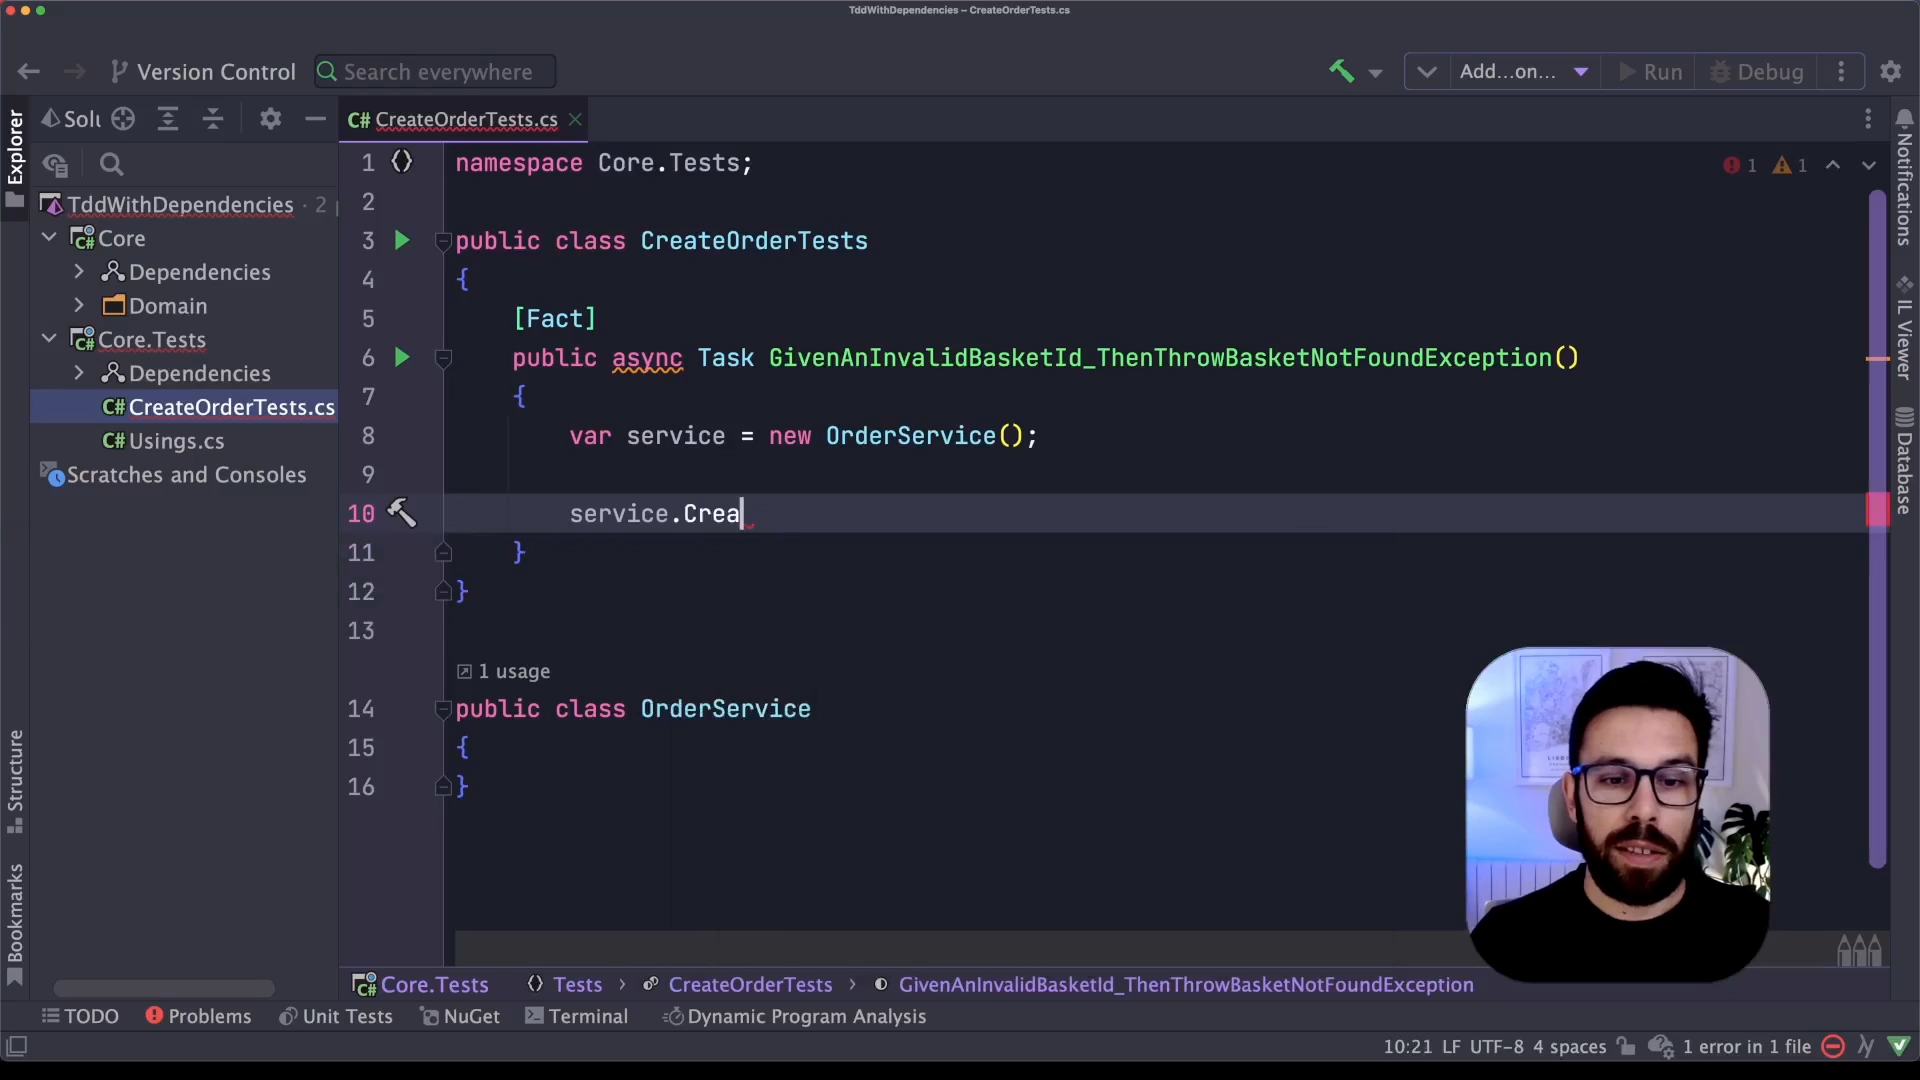 TddWithDependencies – CreateOrderTests.cs
Version Control
Search everywhere
Add...on...
Run
Debug
Explorer
Solu
C# CreateOrderTests.cs
Notifications
TddWithDependencies · 2 p
Core
Dependencies
Domain
Core.Tests
Dependencies
C# CreateOrderTests.cs
C# Usings.cs
Scratches and Consoles
1 namespace Core.Tests;
2
3 public class CreateOrderTests
4 {
5 [Fact]
6 public async Task GivenAnInvalidBasketId_ThenThrowBasketNotFoundException()
7 {
8 var service = new OrderService();
9
10 service.Crea
11 }
12 }
13
1 usage
14 public class OrderService
15 {
16 }
1 1
IL Viewer
Database
Structure
Bookmarks
Core.Tests Tests › CreateOrderTests › GivenAnInvalidBasketId_ThenThrowBasketNotFoundException
TODO Problems Unit Tests NuGet Terminal Dynamic Program Analysis
10:21 LF UTF-8 4 spaces 1 error in 1 file